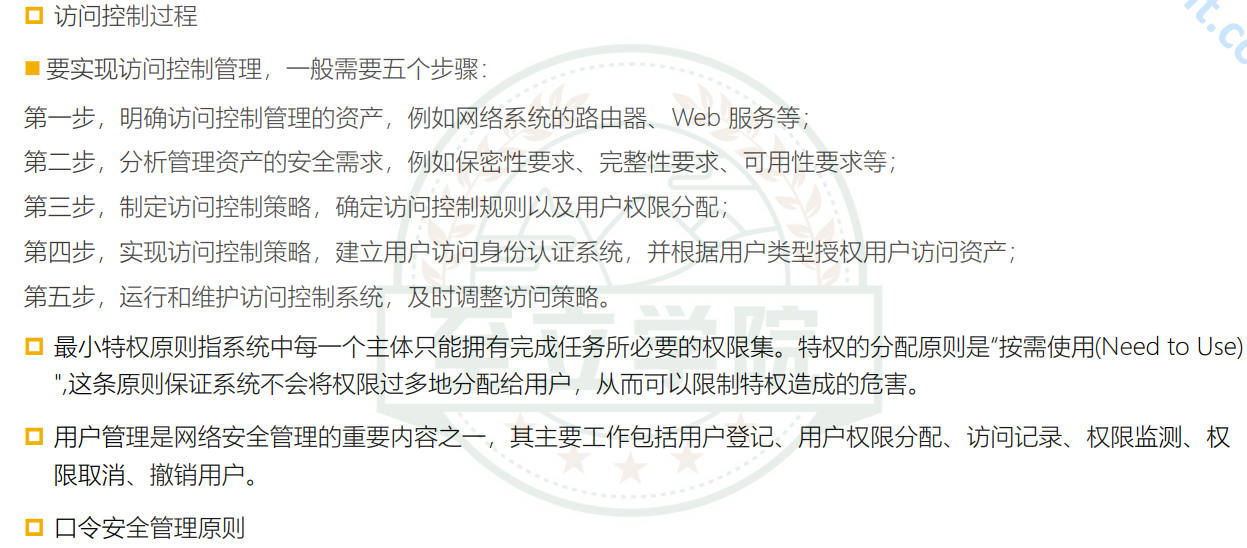 访问控制过程
要实现访问控制管理，一般需要五个步骤：
第一步，明确访问控制管理的资产，例如网络系统的路由器、Web 服务等；
第二步，分析管理资产的安全需求，例如保密性要求、完整性要求、可用性要求等；
第三步，制定访问控制策略，确定访问控制规则以及用户权限分配；
第四步，实现访问控制策略，建立用户访问身份认证系统，并根据用户类型授权用户访问资产；
第五步，运行和维护访问控制系统，及时调整访问策略。
最小特权原则指系统中每一个主体只能拥有完成任务所必要的权限集。特权的分配原则是“按需使用(Need to Use)
",这条原则保证系统不会将权限过多地分配给用户，从而可以限制特权造成的危害。
用户管理是网络安全管理的重要内容之一，其主要工作包括用户登记、用户权限分配、访问记录、权限监测、权
限取消、撤销用户。
口令安全管理原则